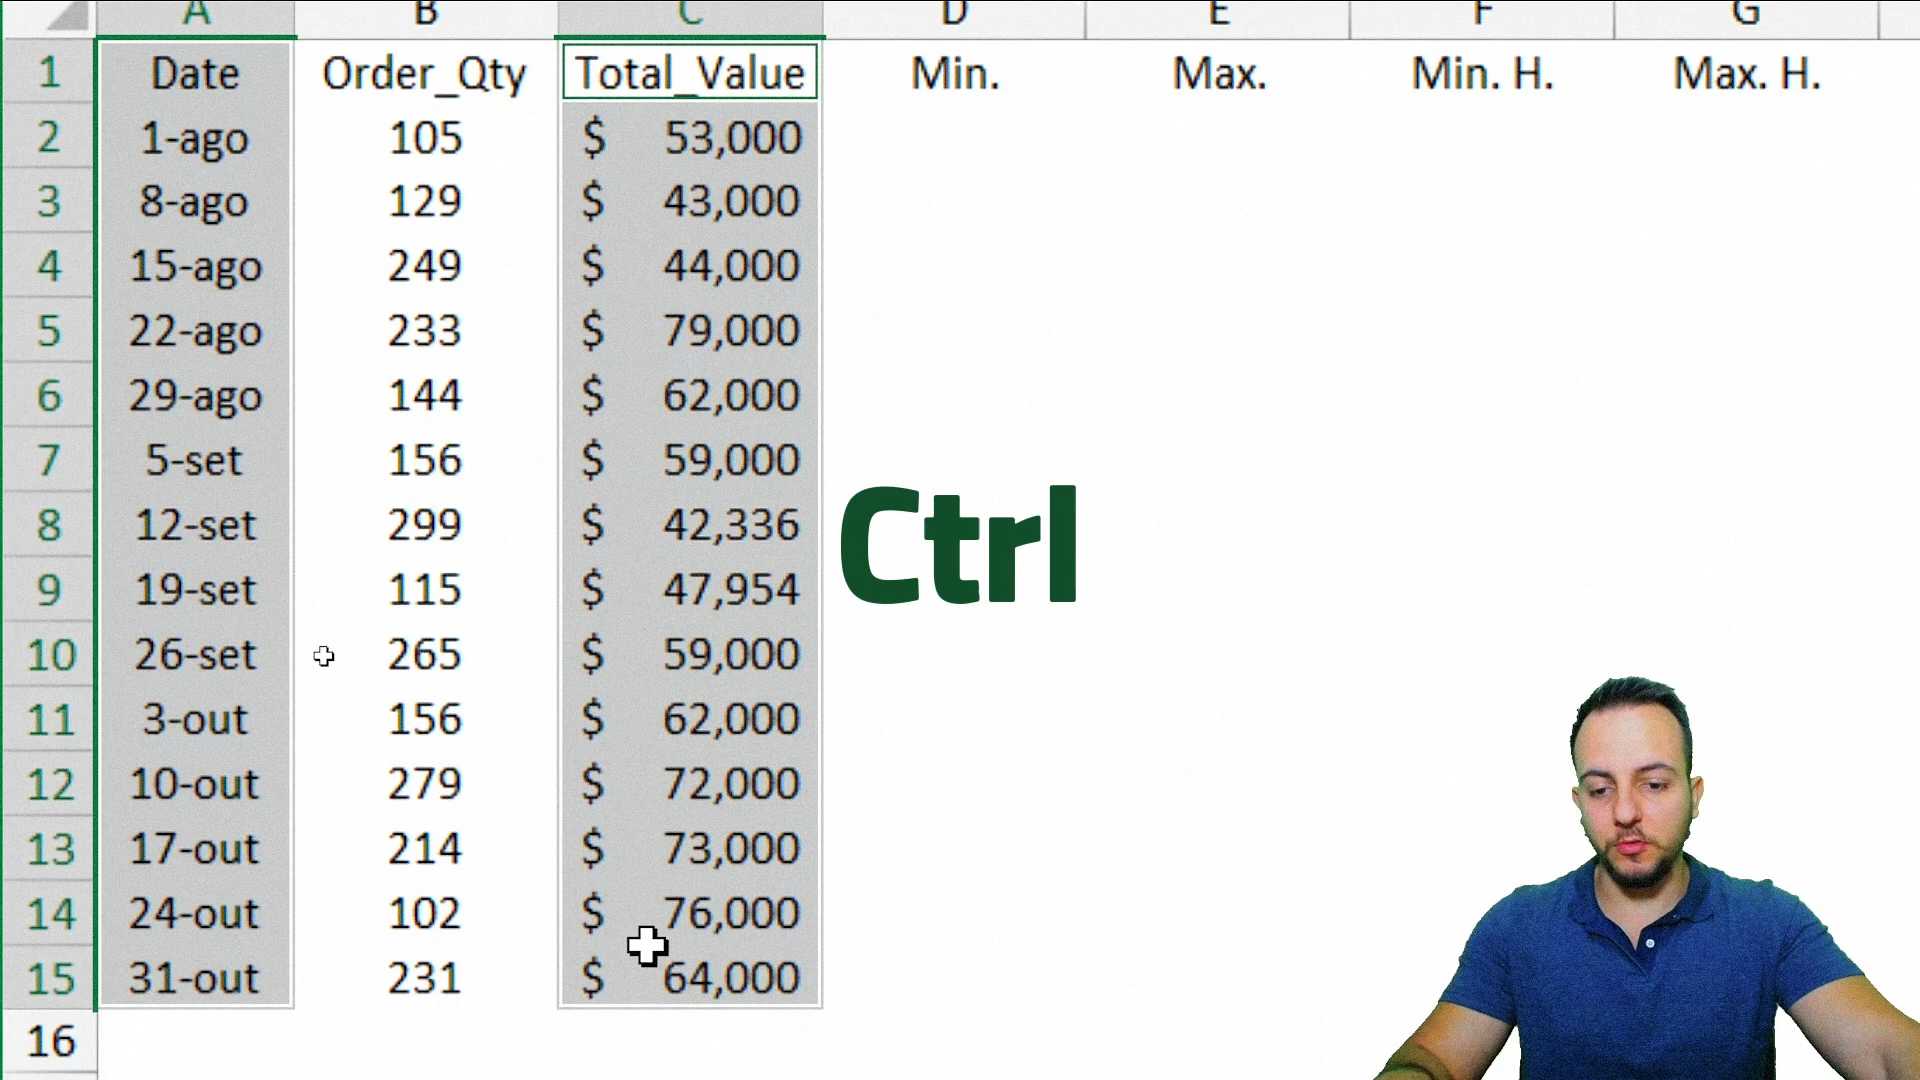 A B C D E F G
1 Date Order_Qty Total_Value Min. Max. Min. H. Max. H.
2 1-ago 105 $ 53,000
3 8-ago 129 $ 43,000
4 15-ago 249 $ 44,000
5 22-ago 233 $ 79,000
6 29-ago 144 $ 62,000
7 5-set 156 $ 59,000
8 12-set 299 $ 42,336
Ctrl
9 19-set 115 $ 47,954
10 26-set 265 $ 59,000
11 3-out 156 $ 62,000
12 10-out 279 $ 72,000
13 17-out 214 $ 73,000
14 24-out 102 $ 76,000
15 31-out 231 $ 64,000
16